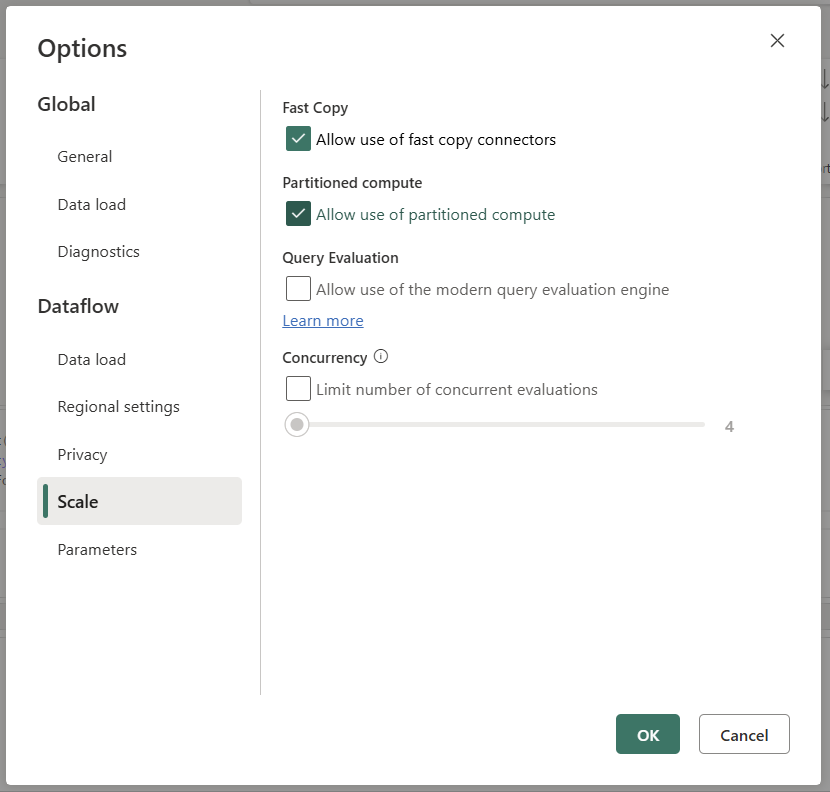 Options
Global
General
Data load
Diagnostics
Dataflow
Data load
Regional settings
Privacy
Scale
Parameters
Fast Copy
Allow use of fast copy connectors
Partitioned compute
Allow use of partitioned compute
Query Evaluation
Allow use of the modern query evaluation engine
Learn more
Concurrency
Limit number of concurrent evaluations
4
OK
Cancel